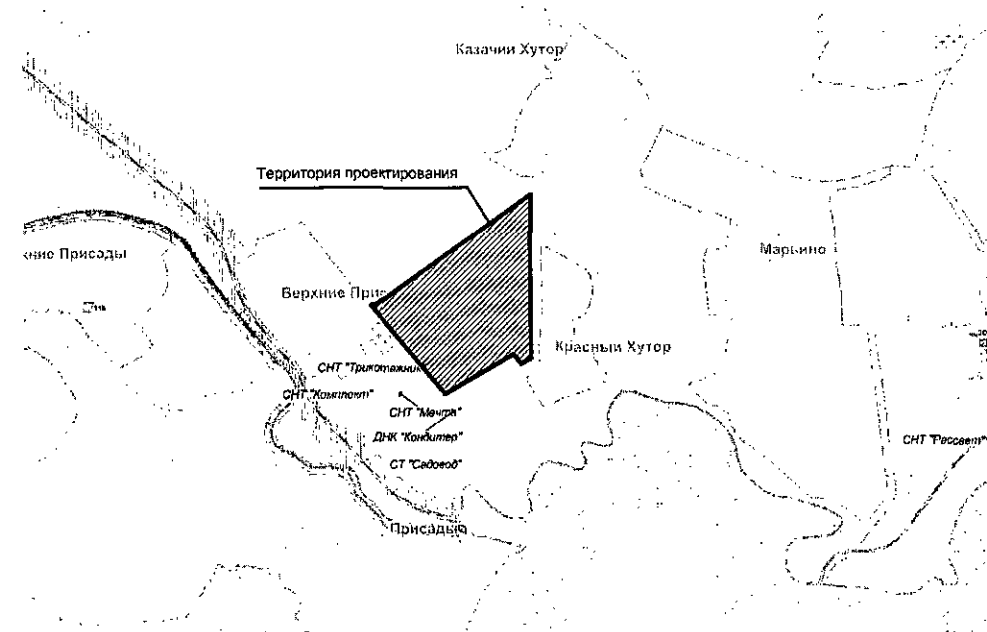 Казачий Хутор
Территория проектирования
Присады
Марьино
Верхние
Красный Хутор
СНТ "Трикотажник
СНТ "Комплект"
СНТ "Мечта"
ДНК "Кондитер"
СНТ "Рассвет"
СТ "Садовод"
Присады